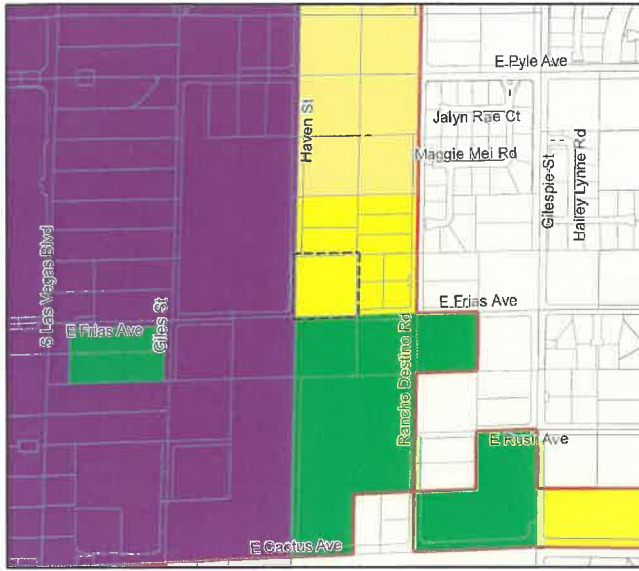 E Pyle Ave
Haven St
Jalyn Rae Ct
Maggie Mei Rd
Gilespie St
Hailey Lynne Rd
S Las Vegas Blvd
E Frias Ave
Giles St
E Frias Ave
Rancho Destino Rd
E Rush Ave
E Cactus Ave